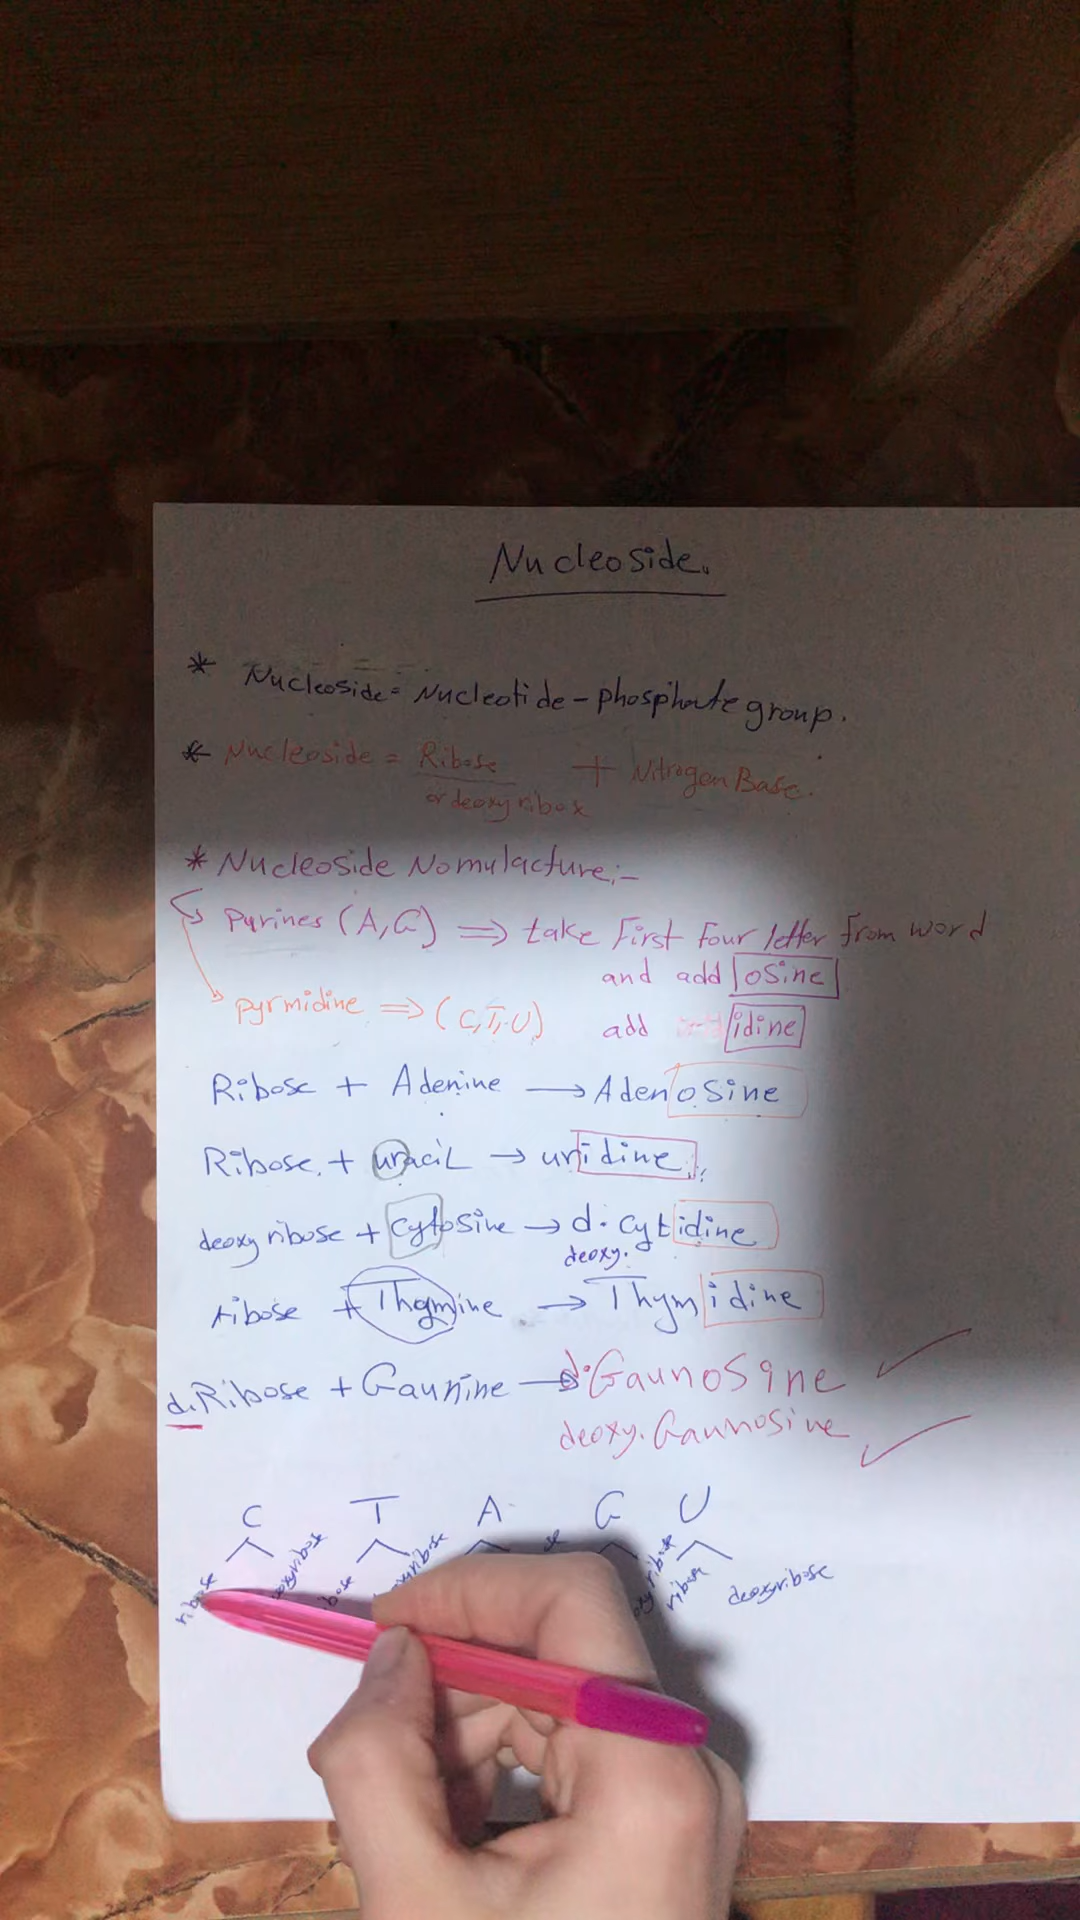 Nucleoside.
* Nucleoside = Nucleotide - phosphate group.
* Nucleoside = Ribose + Nitrogen Base.
or deoxy ribox
* Nucleoside Nomulacture:-
Purines (A,G) ⇒ take First Four letter from word
and add osine
pyrmidine ⇒ (C,T,U) add idine
Ribose + Adenine → Adenosine
Ribose. + uraciL → uridine
deoxy ribose + cytosine → d. cytidine
deoxy.
ribose + Thymine → Thymidine
d.Ribose + Gaunine → d.Gaunosine
deoxy. Gaunosine
C T A G U
ribose ribose deoxyribose